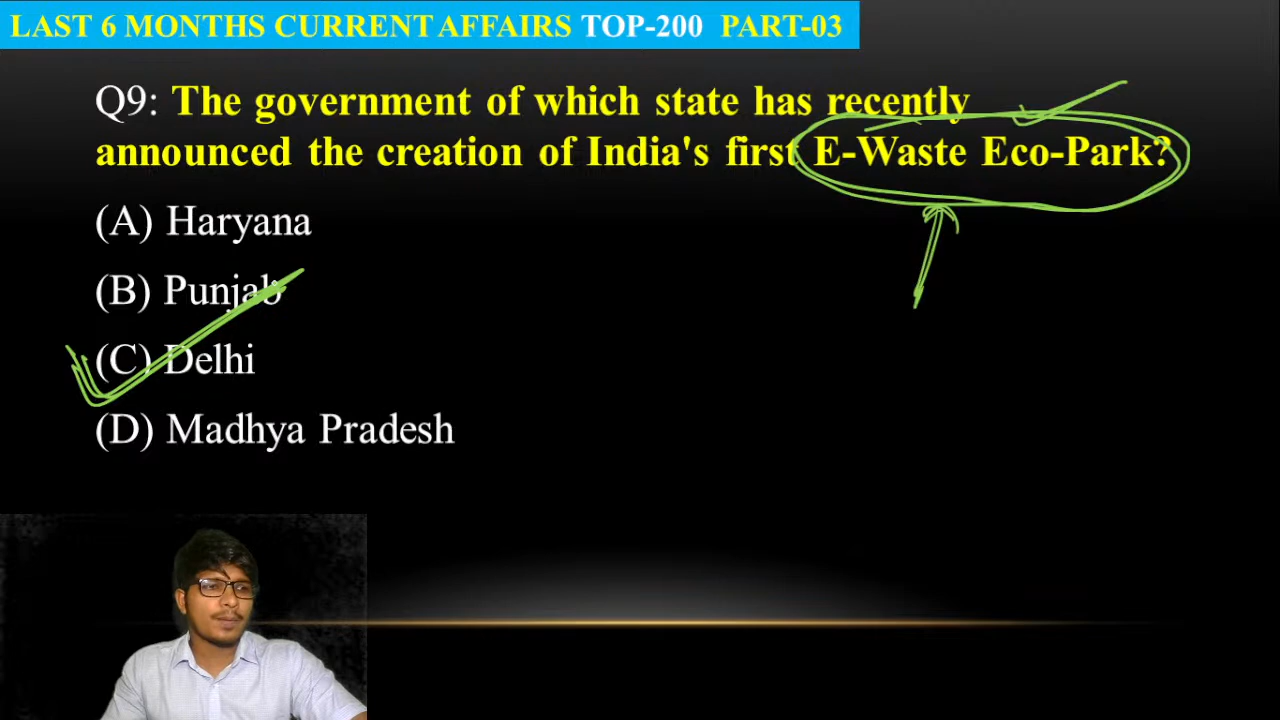 LAST 6 MONTHS CURRENT AFFAIRS TOP-200 PART-03
Q9: The government of which state has recently
announced the creation of India's first E-Waste Eco-Park?
(A) Haryana
(B) Punjab
(C) Delhi
(D) Madhya Pradesh